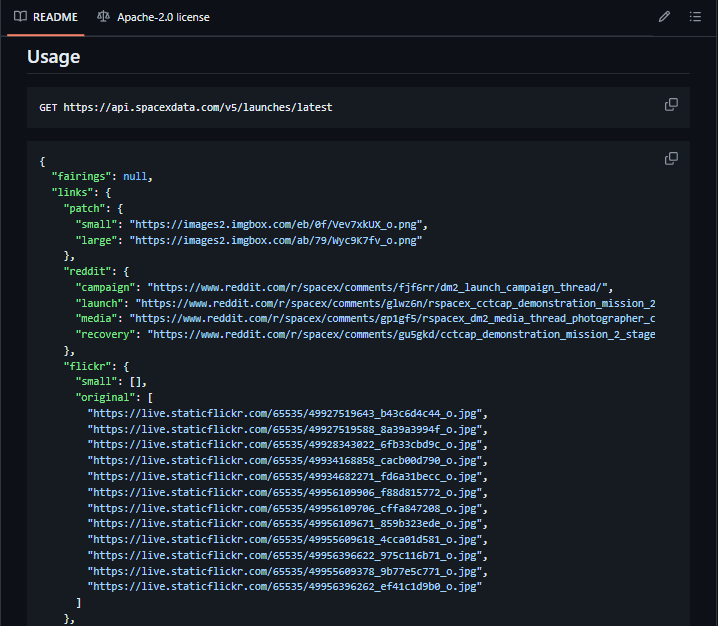 README Apache-2.0 license
Usage
GET https://api.spacexdata.com/v5/launches/latest
{
"fairings": null,
"links": {
"patch": {
"small": "https://images2.imgbox.com/eb/0f/Vev7xkUX_o.png",
"large": "https://images2.imgbox.com/ab/79/Wyc9K7fv_o.png"
},
"reddit": {
"campaign": "https://www.reddit.com/r/spacex/comments/fjf6rr/dm2_launch_campaign_thread/",
"launch": "https://www.reddit.com/r/spacex/comments/glwz6n/rspacex_cctcap_demonstration_mission_2
"media": "https://www.reddit.com/r/spacex/comments/gp1gf5/rspacex_dm2_media_thread_photographer_c
"recovery": "https://www.reddit.com/r/spacex/comments/gu5gkd/cctcap_demonstration_mission_2_stage
},
"flickr": {
"small": [],
"original": [
"https://live.staticflickr.com/65535/49927519643_b43c6d4c44_o.jpg",
"https://live.staticflickr.com/65535/49927519588_8a39a3994f_o.jpg",
"https://live.staticflickr.com/65535/49928343022_6fb33cbd9c_o.jpg",
"https://live.staticflickr.com/65535/49934168858_cacb00d790_o.jpg",
"https://live.staticflickr.com/65535/49934682271_fd6a31becc_o.jpg",
"https://live.staticflickr.com/65535/49956109906_f88d815772_o.jpg",
"https://live.staticflickr.com/65535/49956109706_cffa847208_o.jpg",
"https://live.staticflickr.com/65535/49956109671_859b323ede_o.jpg",
"https://live.staticflickr.com/65535/49955609618_4cca01d581_o.jpg",
"https://live.staticflickr.com/65535/49956396622_975c116b71_o.jpg",
"https://live.staticflickr.com/65535/49955609378_9b77e5c771_o.jpg",
"https://live.staticflickr.com/65535/49956396262_ef41c1d9b0_o.jpg"
]
},